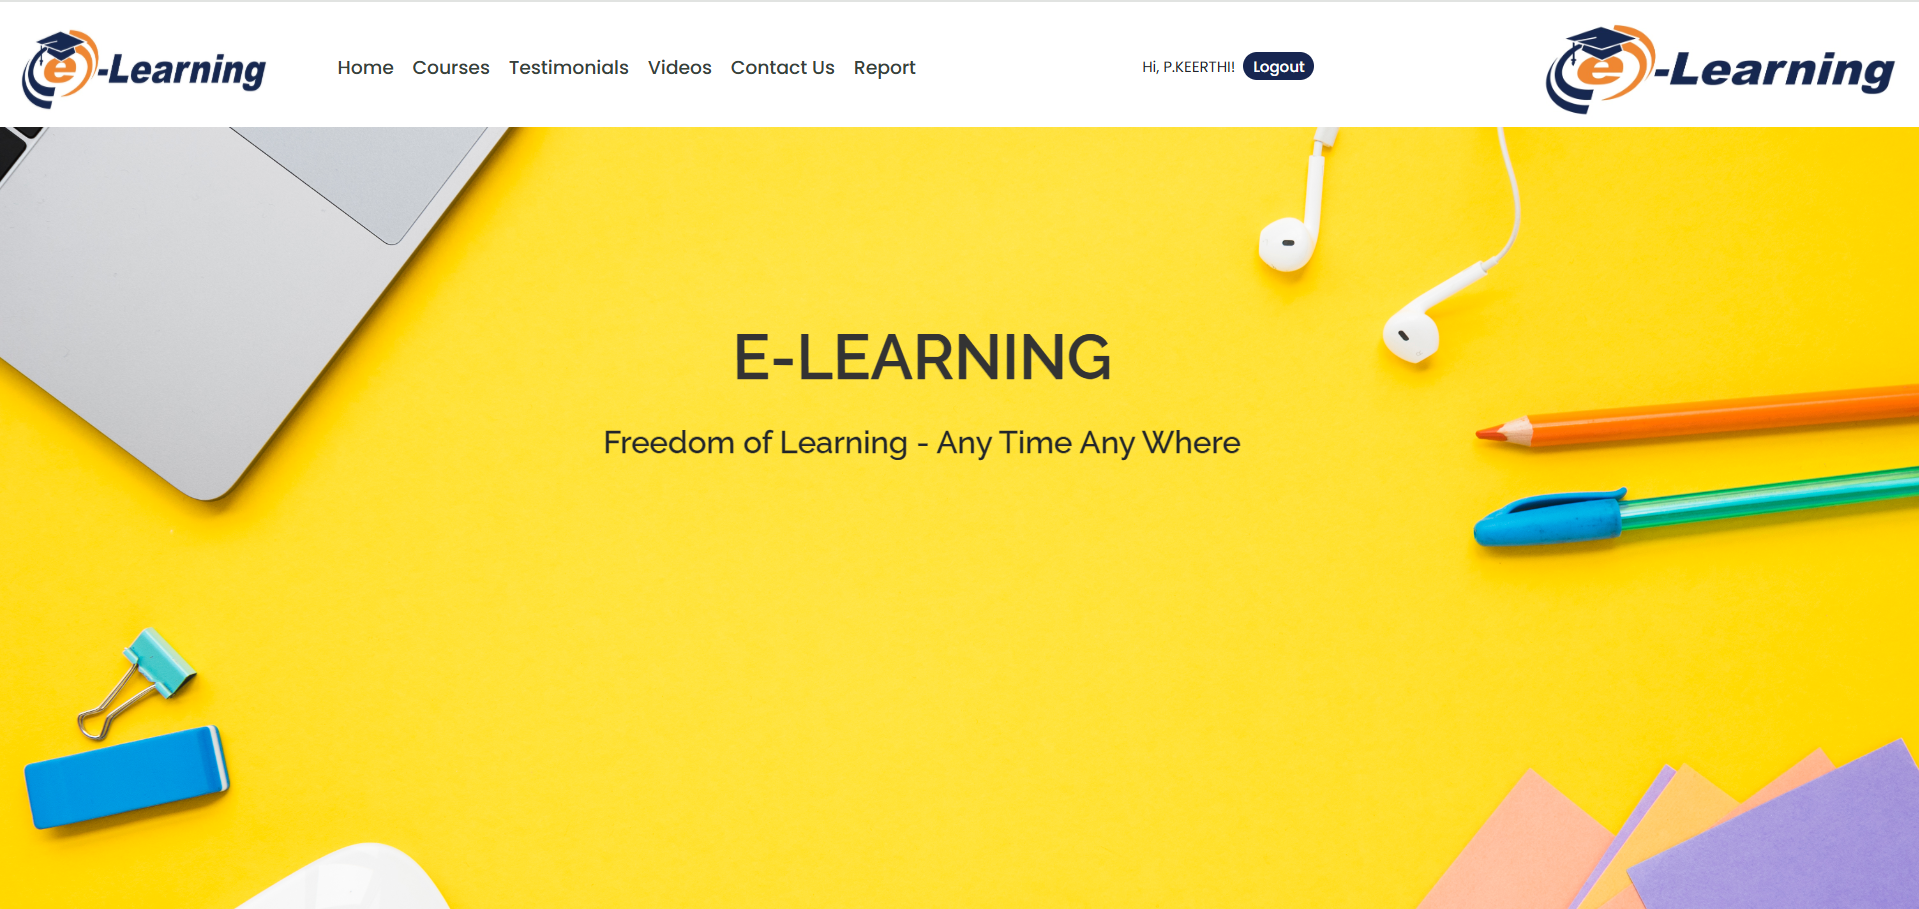 e-Learning
Home Courses Testimonials Videos Contact Us Report
Hi, P.KEERTHI! Logout
e-Learning
E-LEARNING
Freedom of Learning - Any Time Any Where